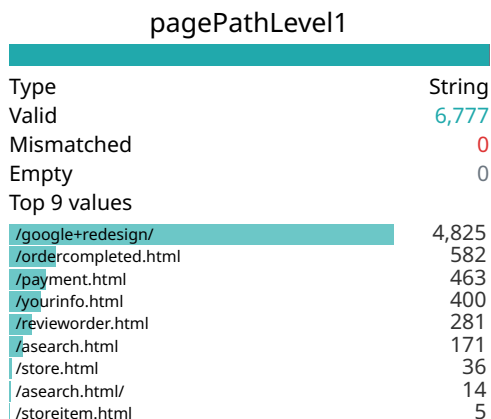 pagePathLevel1
Type String
Valid 6,777
Mismatched 0
Empty 0
Top 9 values
/google+redesign/ 4,825
/ordercompleted.html 582
/payment.html 463
/yourinfo.html 400
/revieworder.html 281
/asearch.html 171
/store.html 36
/asearch.html/ 14
/storeitem.html 5